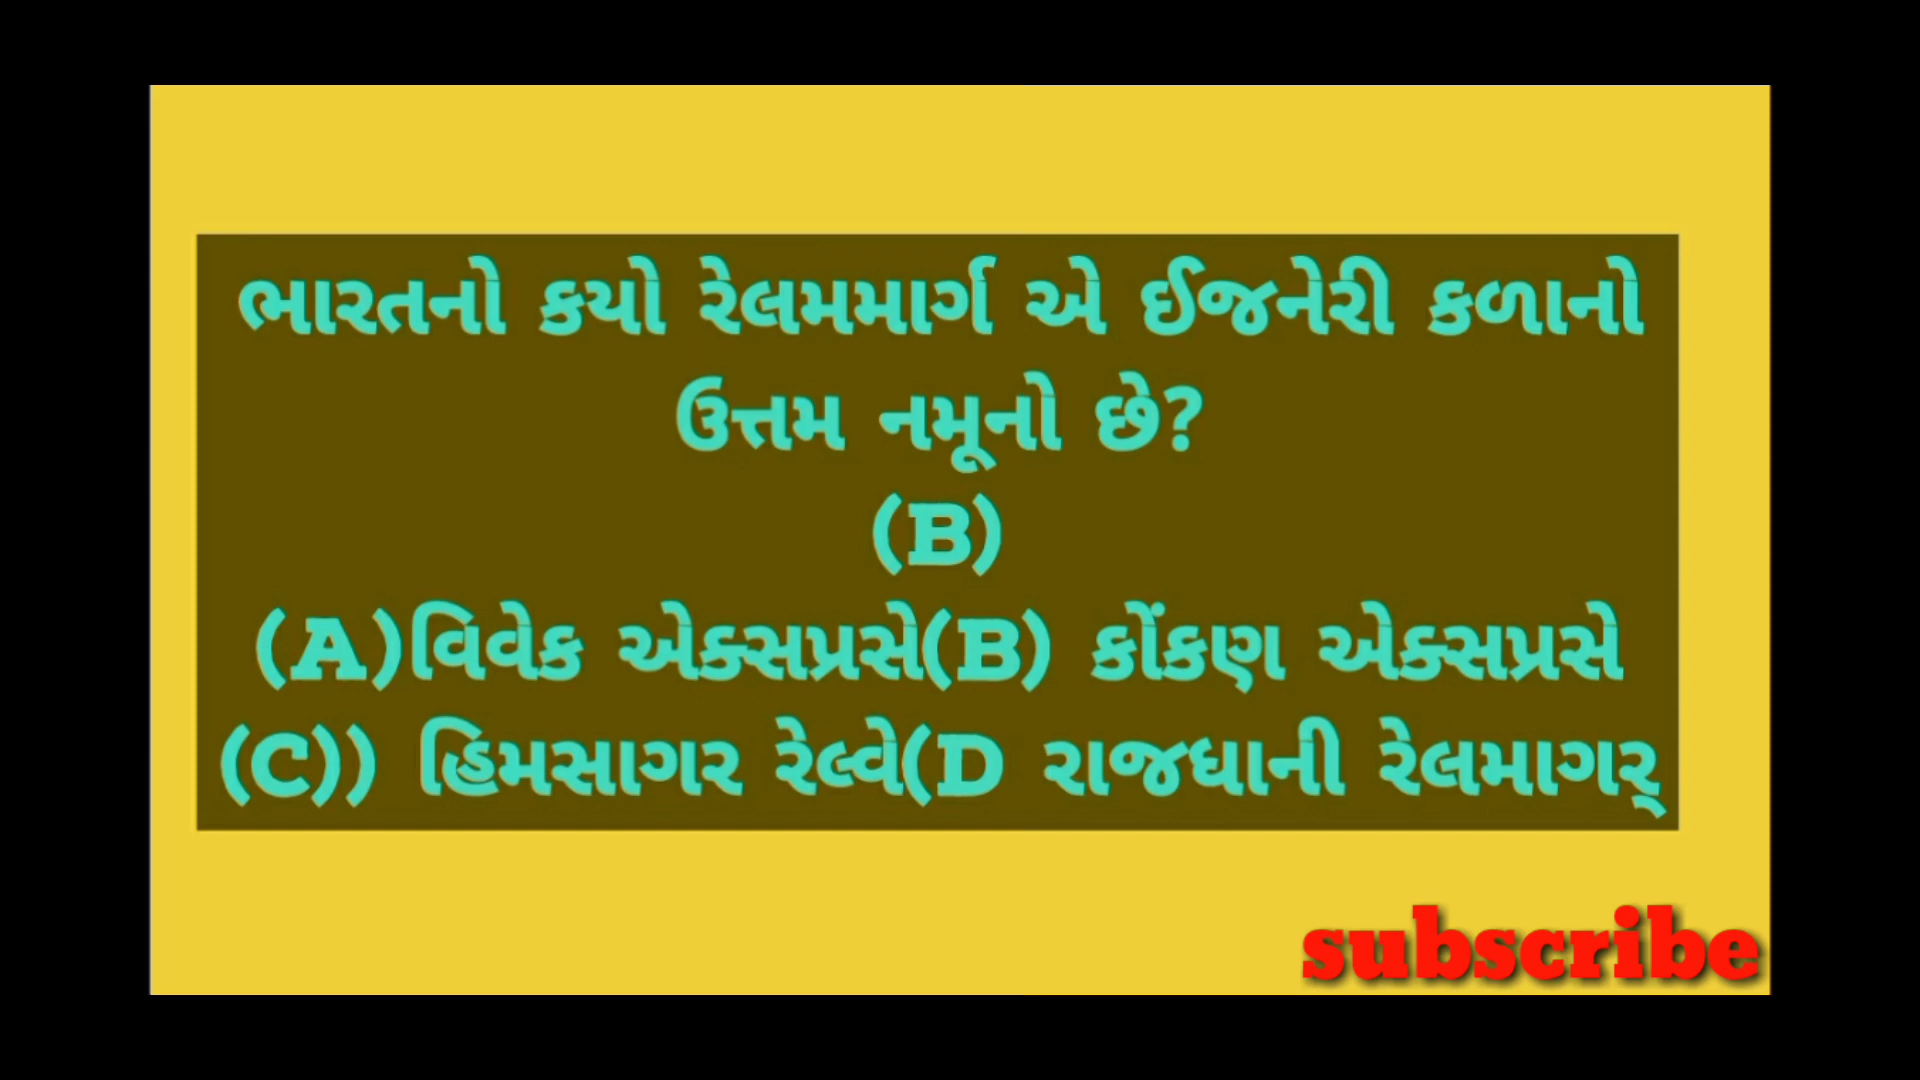 ભારતનો કયો રેલમમાર્ગ એ ઈજનેરી કળાનો
ઉત્તમ નમૂનો છે?
(B)
(A)વિવેક એક્સપ્રસે(B) કોંકણ એક્સપ્રસે
(C)) હિમસાગર રેલ્વે(D રાજધાની રેલમાગર્
subscribe